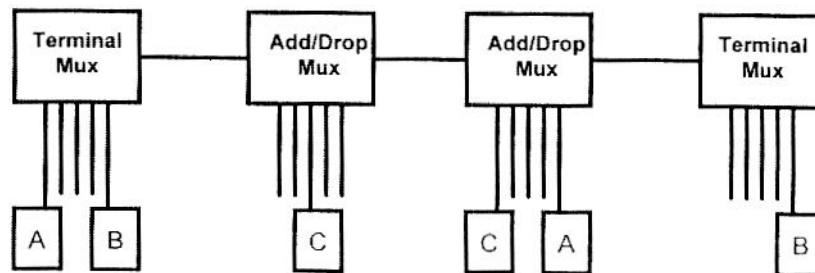 Terminal
Mux
Add/Drop
Mux
Add/Drop
Mux
Terminal
Mux
A
B
C
C
A
B